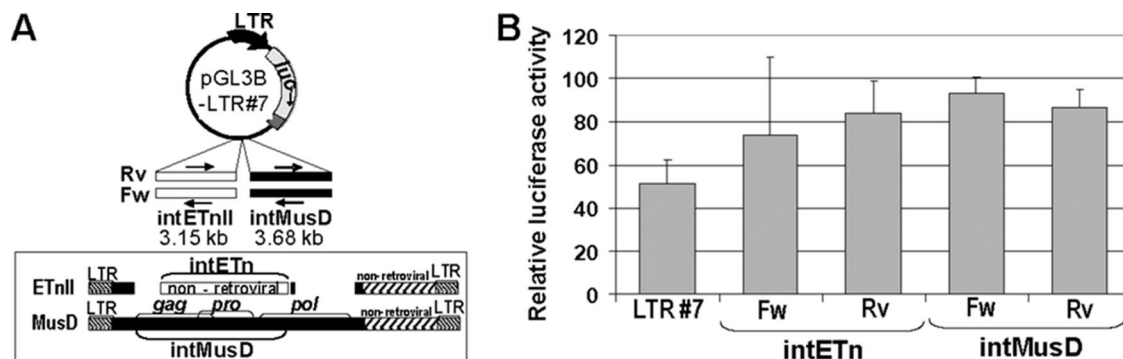 A
LTR
luc
pGL3B
-LTR#7
Rv
Fw
intETnII intMusD
3.15 kb 3.68 kb
intETn
LTR non-retroviral LTR
ETnII non - retroviral
gag pro pol non-retroviral LTR
LTR
MusD
intMusD
B
Relative luciferase activity
120
100
80
60
40
20
0
LTR #7 Fw Rv Fw Rv
intETn intMusD